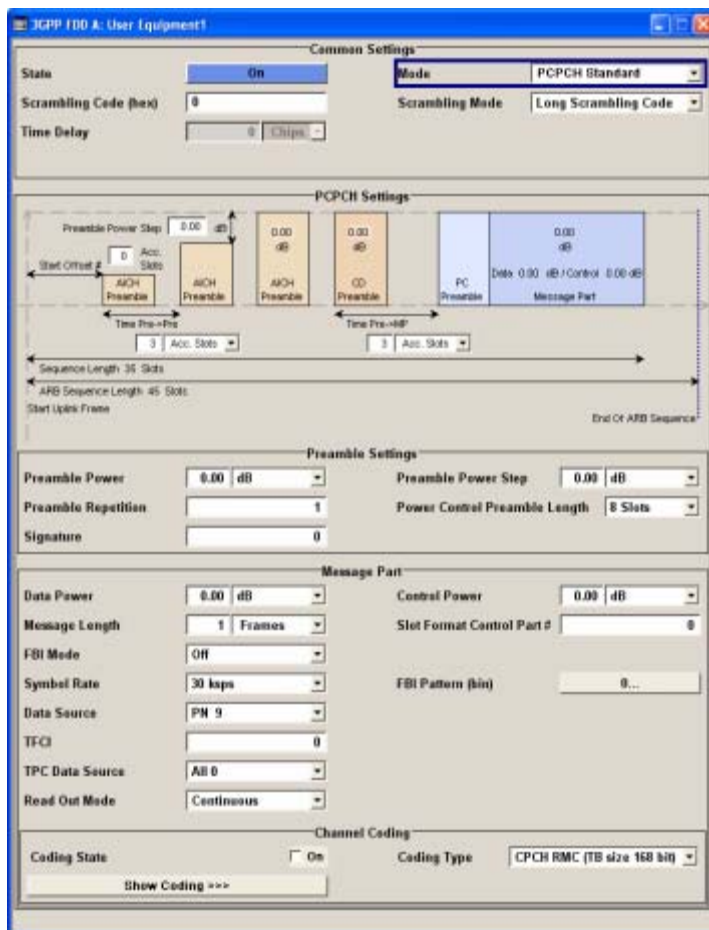 3GPP FDD A: User Equipment1
Common Settings
State On Mode PCPCH Standard
Scrambling Code (hex) 0 Scrambling Mode Long Scrambling Code
Time Delay 0 Chips
PCPCH Settings
Preamble Power Step 0.00 dB
Start Offset # 0 Acc. Slots
AICH Preamble
AICH Preamble
0.00 dB AICH Preamble
0.00 dB CD Preamble
PC Preamble
0.00 dB
Data 0.00 dB / Control 0.00 dB
Message Part
Time Pre->Pre
3 Acc. Slots
Time Pre->MP
3 Acc. Slots
Sequence Length 35 Slots
ARB Sequence Length 45 Slots
Start Uplink Frame
End Of ARB Sequence
Preamble Settings
Preamble Power 0.00 dB Preamble Power Step 0.00 dB
Preamble Repetition 1 Power Control Preamble Length 8 Slots
Signature 0
Message Part
Data Power 0.00 dB Control Power 0.00 dB
Message Length 1 Frames Slot Format Control Part # 0
FBI Mode Off
Symbol Rate 30 ksps FBI Pattern (bin) 0...
Data Source PN 9
TFCI 0
TPC Data Source All 0
Read Out Mode Continuous
Channel Coding
Coding State On Coding Type CPCH RMC (TB size 168 bit)
Show Coding >>>